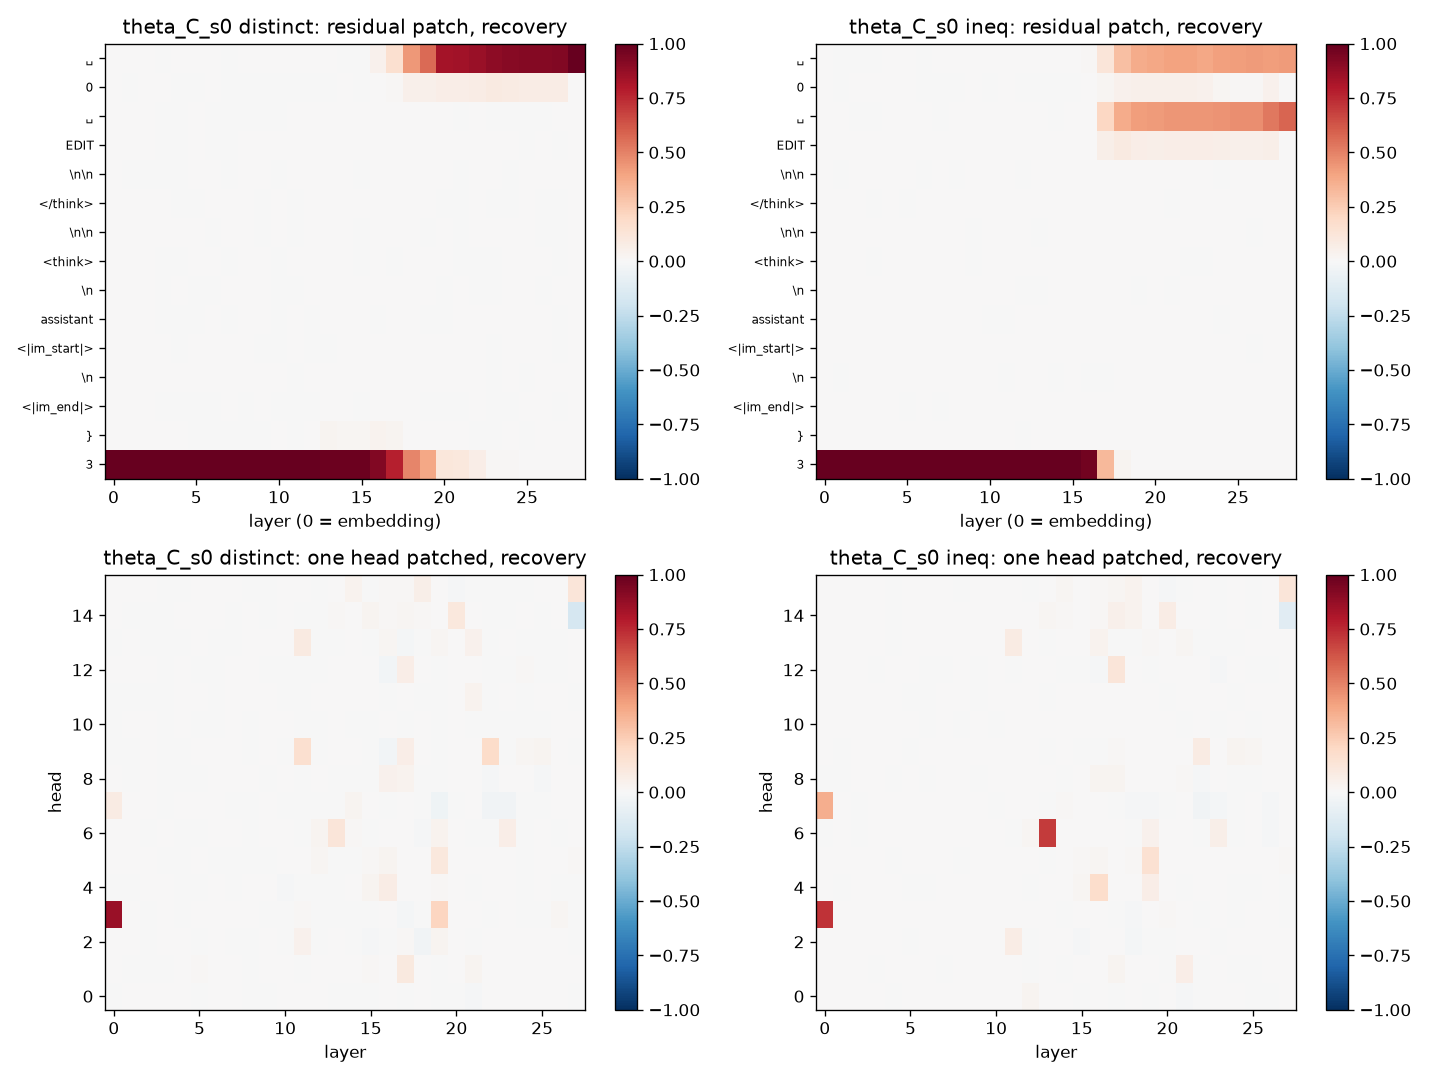 theta_C_s0 distinct: residual patch, recovery
␣
0
␣
EDIT
\n\n
</think>
\n\n
<think>
\n
assistant
<|im_start|>
\n
<|im_end|>
}
3
0 5 10 15 20 25
layer (0 = embedding)
1.00
0.75
0.50
0.25
0.00
−0.25
−0.50
−0.75
−1.00
theta_C_s0 ineq: residual patch, recovery
␣
0
␣
EDIT
\n\n
</think>
\n\n
<think>
\n
assistant
<|im_start|>
\n
<|im_end|>
}
3
0 5 10 15 20 25
layer (0 = embedding)
1.00
0.75
0.50
0.25
0.00
−0.25
−0.50
−0.75
−1.00
theta_C_s0 distinct: one head patched, recovery
head
14
12
10
8
6
4
2
0
0 5 10 15 20 25
layer
1.00
0.75
0.50
0.25
0.00
−0.25
−0.50
−0.75
−1.00
theta_C_s0 ineq: one head patched, recovery
head
14
12
10
8
6
4
2
0
0 5 10 15 20 25
layer
1.00
0.75
0.50
0.25
0.00
−0.25
−0.50
−0.75
−1.00